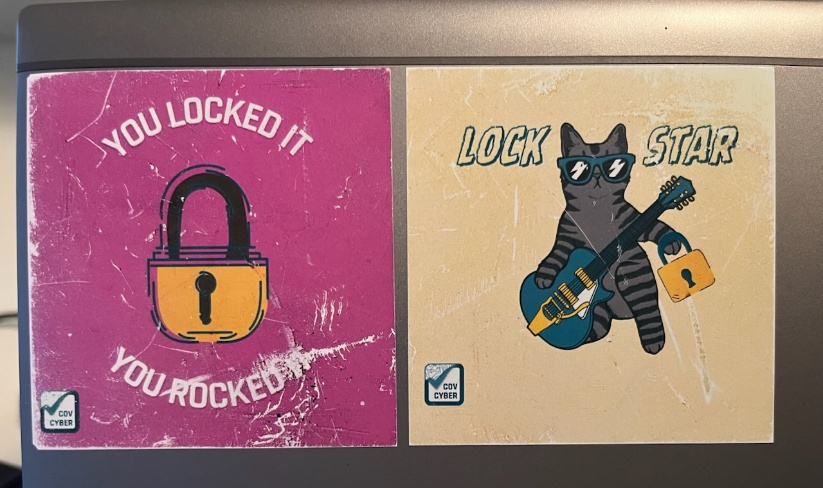 YOU LOCKED IT
YOU ROCKED IT
COV
CYBER
LOCK STAR
COV
CYBER